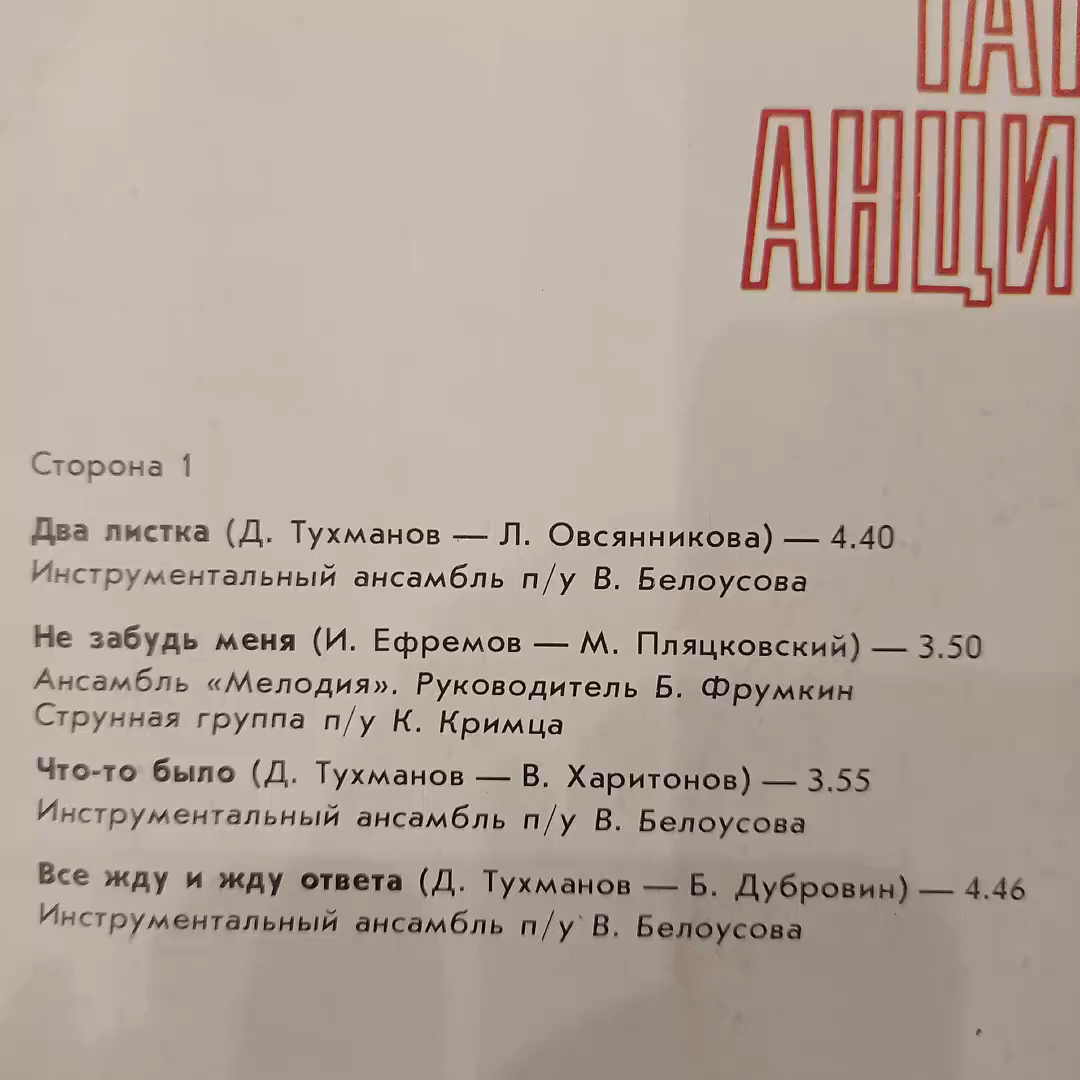 АНЦИ
Сторона 1
Два листка (Д. Тухманов — Л. Овсянникова) — 4.40
Инструментальный ансамбль п/у В. Белоусова
Не забудь меня (И. Ефремов — М. Пляцковский) — 3.50
Ансамбль «Мелодия». Руководитель Б. Фрумкин
Струнная группа п/у К. Кримца
Что-то было (Д. Тухманов — В. Харитонов) — 3.55
Инструментальный ансамбль п/у В. Белоусова
Все жду и жду ответа (Д. Тухманов — Б. Дубровин) — 4.46
Инструментальный ансамбль п/у В. Белоусова